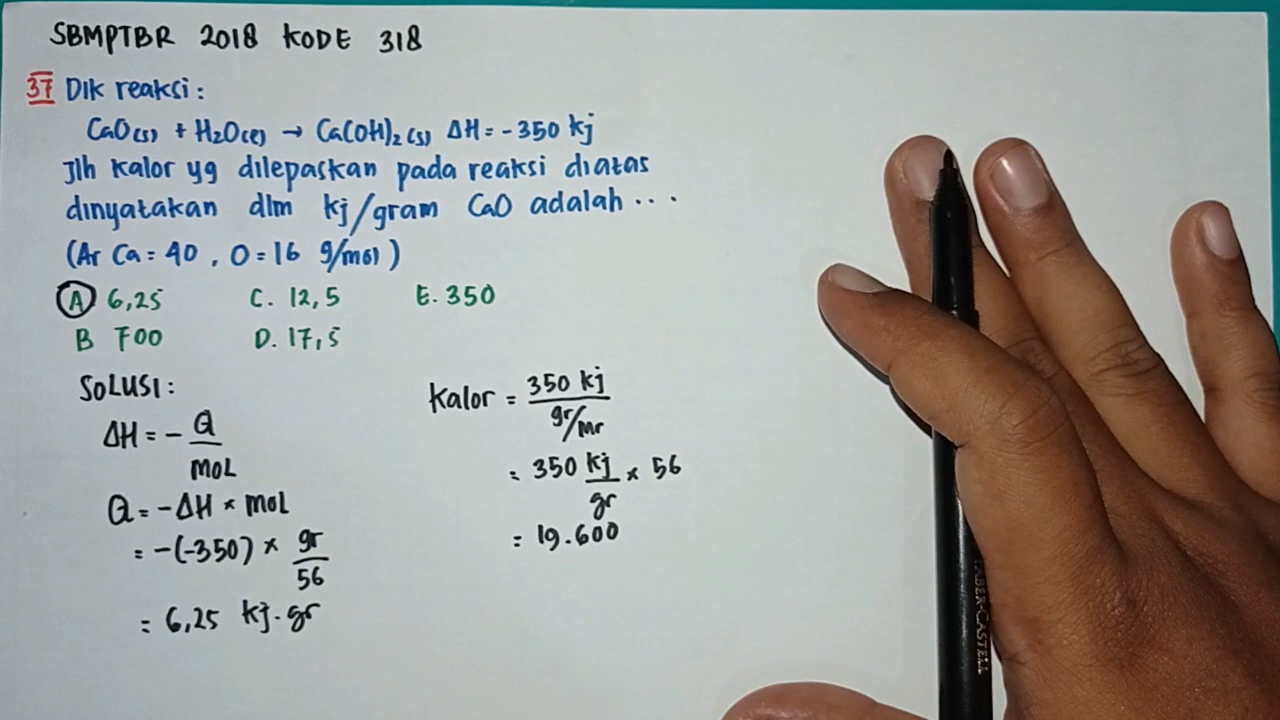 SBMPTBR 2018 KODE 318
37 Dik reaksi:
CaO(s) + H2O(l) → Ca(OH)2 (s) ΔH = -350 kj
Jlh kalor yg dilepaskan pada reaksi diatas
dinyatakan dlm kj/gram CaO adalah ...
(Ar Ca = 40 , O = 16 g/mol)
A 6,25 C. 12,5 E. 350
B 700 D. 17,5
SOLUSI:
ΔH = - Q
MOL
Q = -ΔH × mol
= -(-350) × gr
56
= 6,25 kj.gr
Kalor = 350 kj
gr/Mr
= 350 kj × 56
gr
= 19.600
FABER-CASTELL